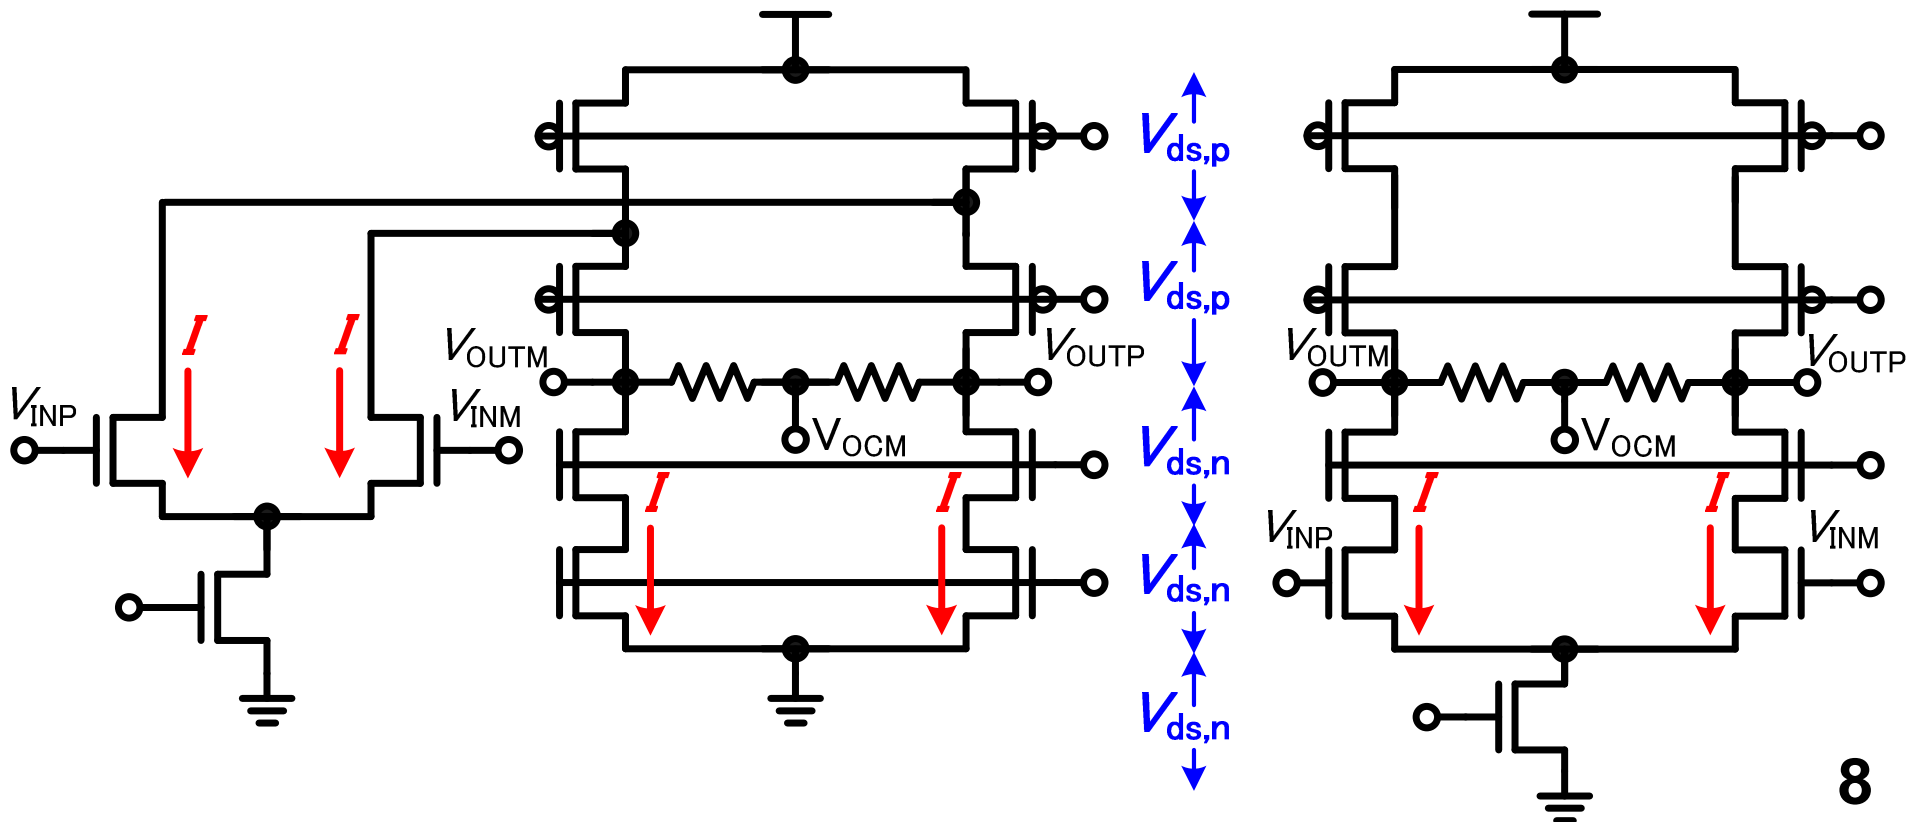 V_ds,p
V_ds,p
I
I
V_OUTM
V_OUTP
V_OUTM
V_OUTP
V_INP
V_INM
V_OCM
V_ds,n
V_OCM
I
I
I
I
V_INP
V_INM
V_ds,n
V_ds,n
8